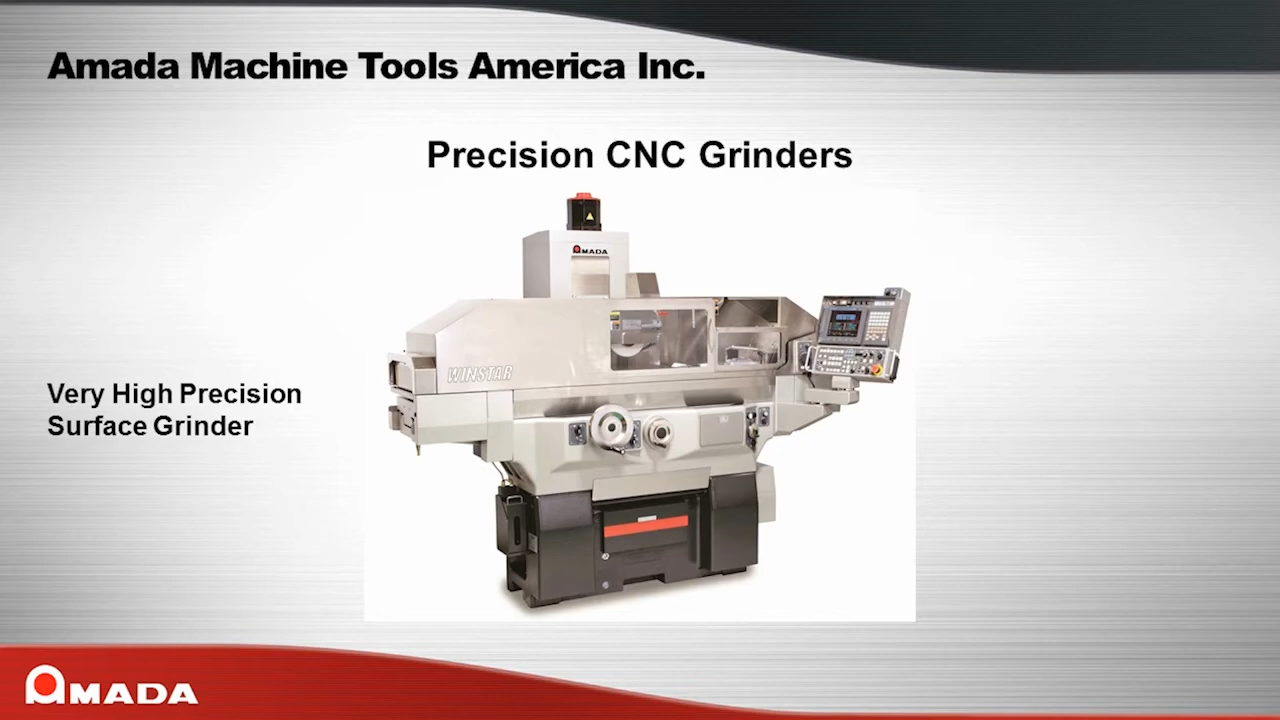 Amada Machine Tools America Inc.
Precision CNC Grinders
AMADA
WINSTAR
Very High Precision
Surface Grinder
AMADA